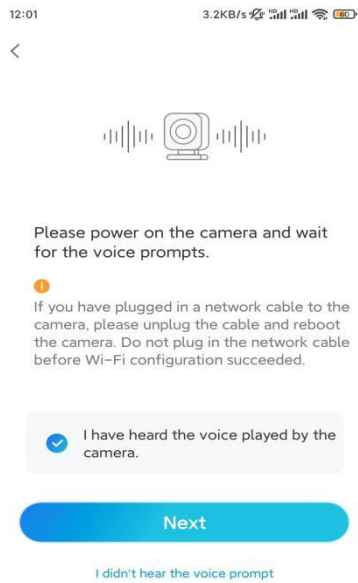 12:01 3.2KB/s 60
Please power on the camera and wait
for the voice prompts.
If you have plugged in a network cable to the
camera, please unplug the cable and reboot
the camera. Do not plug in the network cable
before Wi-Fi configuration succeeded.
I have heard the voice played by the
camera.
Next
I didn't hear the voice prompt